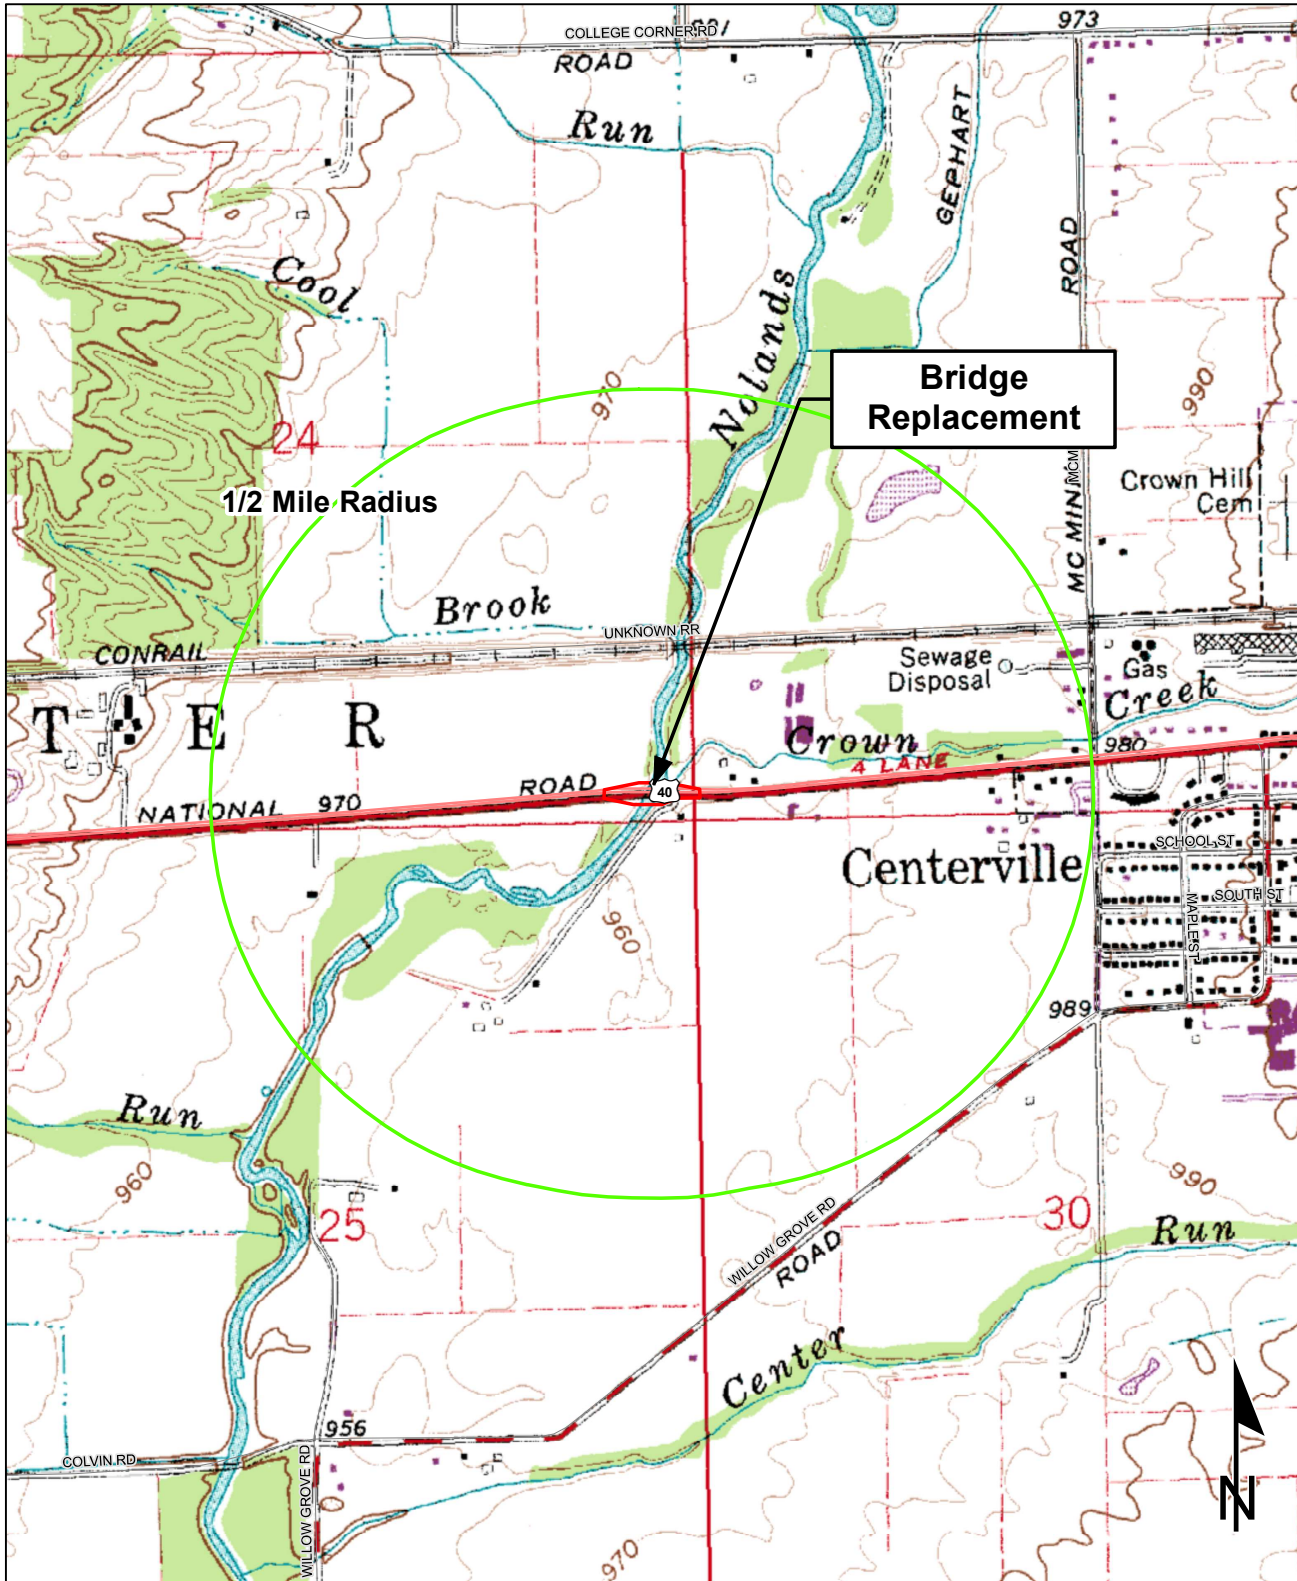 COLLEGE CORNER RD
973
ROAD
Run
GEPHART
ROAD
Cool
Nolands
Bridge
Replacement
970
990
24
1/2 Mile Radius
MCM
MC MINN
Crown Hill
Cem
Brook
UNKNOWN RR
CONRAIL
Sewage
Disposal
Gas
Creek
T E R
Crown
4 LANE
980
ROAD
40
NATIONAL
970
SCHOOL ST
Centerville
SOUTH ST
MAPLE ST
960
989
Run
960
990
25
30
Run
WILLOW GROVE RD
ROAD
Center
956
COLVIN RD
WILLOW GROVE RD
970
N